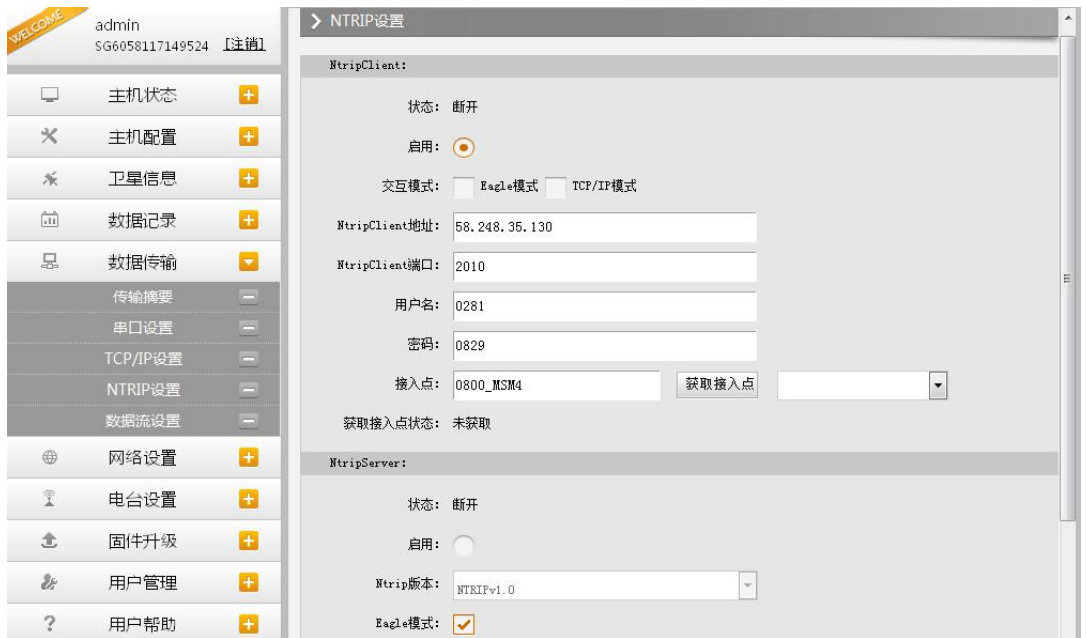 WELCOME
admin
SG6058117149524 [注销]
主机状态
主机配置
卫星信息
数据记录
数据传输
传输摘要
串口设置
TCP/IP设置
NTRIP设置
数据流设置
网络设置
电台设置
固件升级
用户管理
用户帮助
NTRIP设置
NtripClient:
状态: 断开
启用:
交互模式: Eagle模式 TCP/IP模式
NtripClient地址: 58.248.35.130
NtripClient端口: 2010
用户名: 0281
密码: 0829
接入点: 0800_MSM4 获取接入点
获取接入点状态: 未获取
NtripServer:
状态: 断开
启用:
Ntrip版本: NTRIPv1.0
Eagle模式: